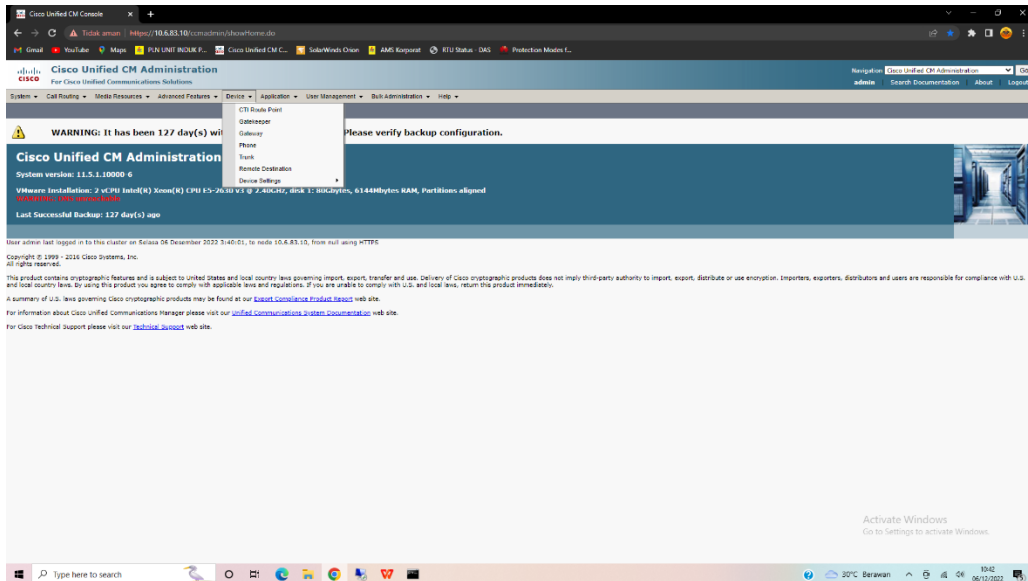 Cisco Unified CM Console
Tidak aman https://10.6.83.10/ccmadmin/showHome.do
Gmail YouTube Maps PLN UNIT INDUK P... Cisco Unified CM C... SolarWinds Orion AMS Korporat RTU Status - DAS Protection Modes f...
CISCO Cisco Unified CM Administration
For Cisco Unified Communications Solutions
Navigation Cisco Unified CM Administration Go
admin Search Documentation About Logout
System Call Routing Media Resources Advanced Features Device Application User Management Bulk Administration Help
CTI Route Point
Gatekeeper
Gateway
Phone
Trunk
Remote Destination
Device Settings
WARNING: It has been 127 day(s) wi Please verify backup configuration.
Cisco Unified CM Administration
System version: 11.5.1.10000-6
VMware Installation: 2 vCPU Intel(R) Xeon(R) CPU E5-2630 v3 @ 2.40GHz, disk 1: 80Gbytes, 6144Mbytes RAM, Partitions aligned
Last Successful Backup: 127 day(s) ago
User admin last logged in to this cluster on Selasa 06 Desember 2022 3:40:01, to node 10.6.83.10, from null using HTTPS
Copyright © 1999 - 2016 Cisco Systems, Inc.
All rights reserved.
This product contains cryptographic features and is subject to United States and local country laws governing import, export, transfer and use. Delivery of Cisco cryptographic products does not imply third-party authority to import, export, distribute or use encryption. Importers, exporters, distributors and users are responsible for compliance with U.S.
and local country laws. By using this product you agree to comply with applicable laws and regulations. If you are unable to comply with U.S. and local laws, return this product immediately.
A summary of U.S. laws governing Cisco cryptographic products may be found at our Export Compliance Product Report web site.
For information about Cisco Unified Communications Manager please visit our Unified Communications System Documentation web site.
For Cisco Technical Support please visit our Technical Support web site.
Activate Windows
Go to Settings to activate Windows.
Type here to search
30°C Berawan
10:42
06/12/2022